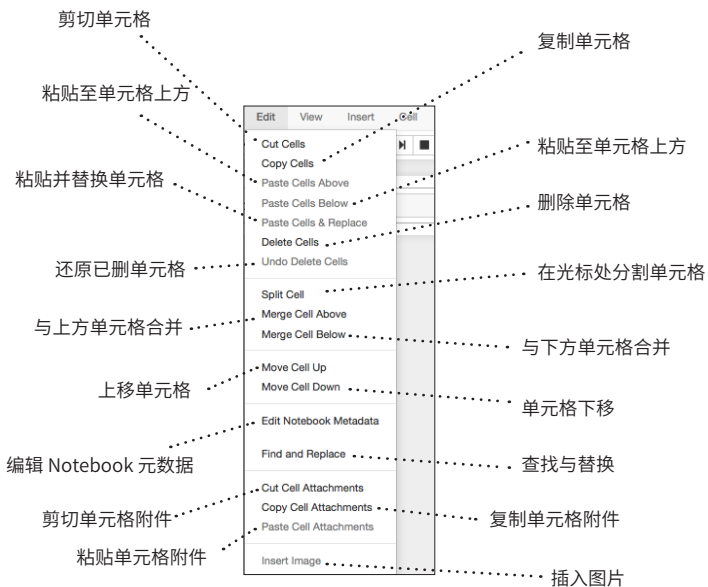 剪切单元格
复制单元格
粘贴至单元格上方
粘贴至单元格上方
粘贴并替换单元格
删除单元格
还原已删单元格
在光标处分割单元格
与上方单元格合并
与下方单元格合并
上移单元格
单元格下移
编辑 Notebook 元数据
查找与替换
剪切单元格附件
复制单元格附件
粘贴单元格附件
插入图片
Edit View Insert Cell
Cut Cells
Copy Cells
Paste Cells Above
Paste Cells Below
Paste Cells & Replace
Delete Cells
Undo Delete Cells
Split Cell
Merge Cell Above
Merge Cell Below
Move Cell Up
Move Cell Down
Edit Notebook Metadata
Find and Replace
Cut Cell Attachments
Copy Cell Attachments
Paste Cell Attachments
Insert Image